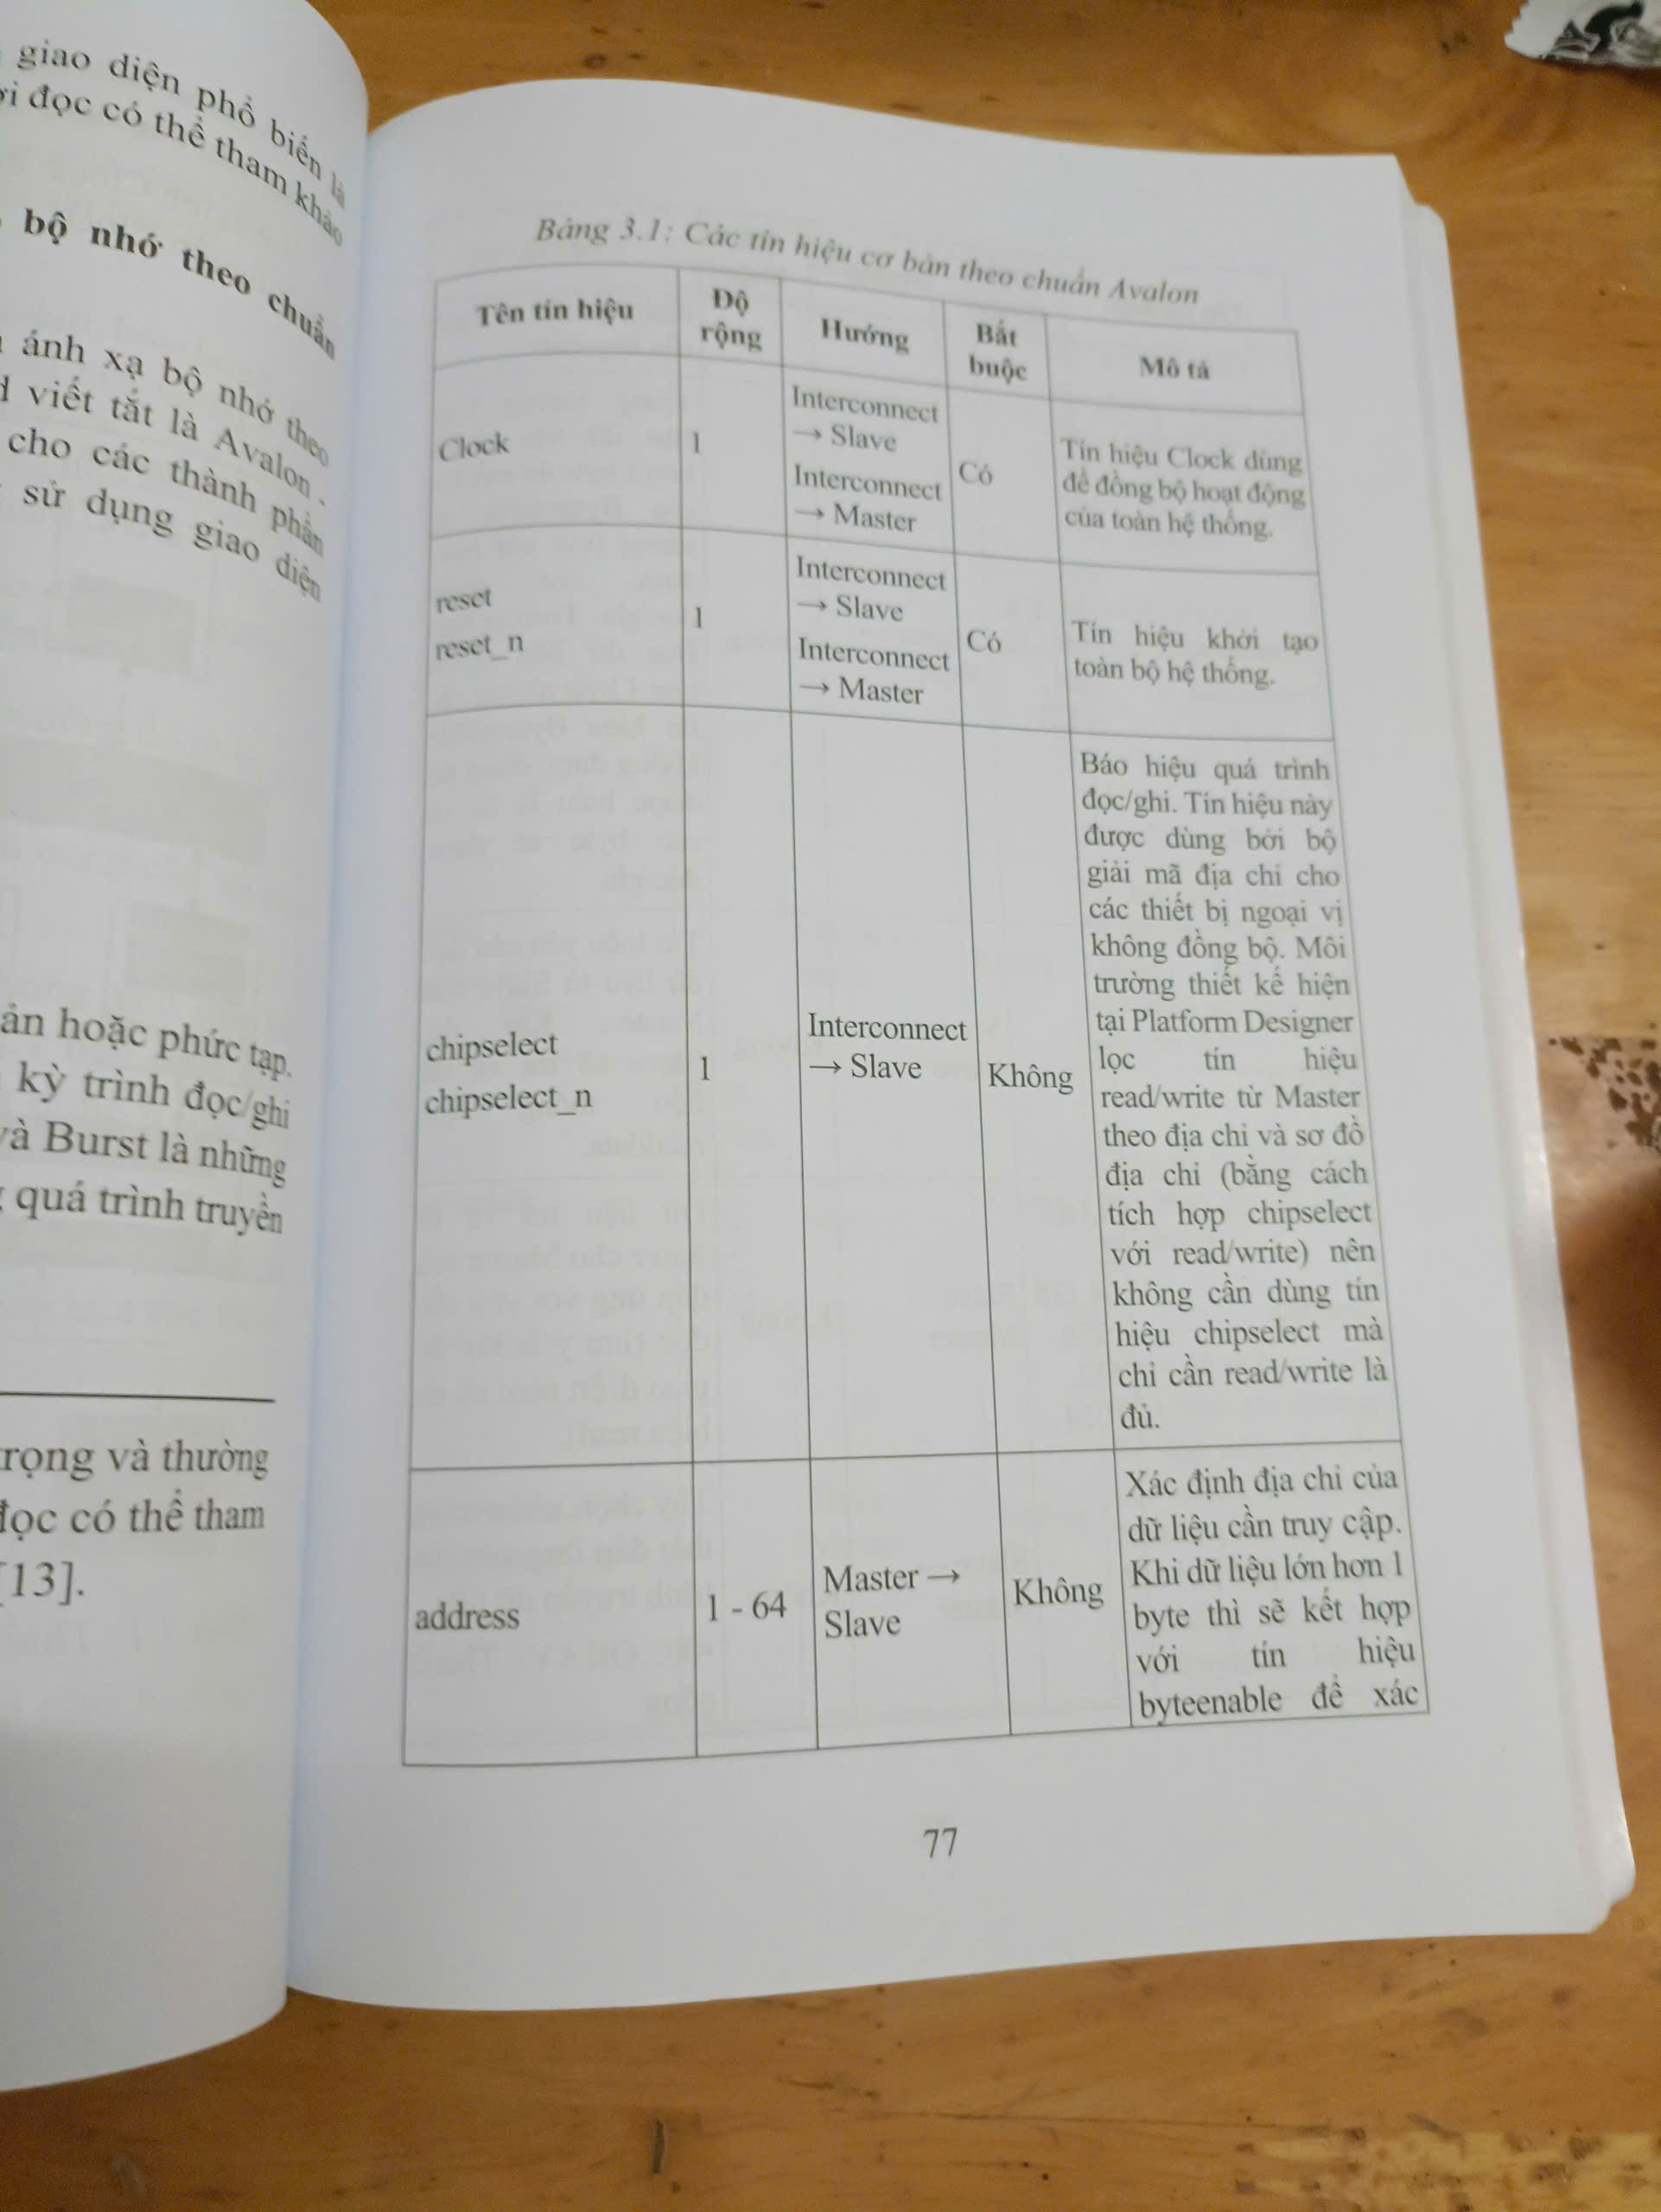 giao diện phổ biến là
đọc có thể tham khảo
bộ nhớ theo chuẩn
ánh xạ bộ nhớ theo
viết tắt là Avalon .
cho các thành phần
sử dụng giao diện
hoặc phức tạp.
kỳ trình đọc/ghi
và Burst là những
quá trình truyền
và thường
đọc có thể tham
[13].
Bảng 3.1: Các tín hiệu cơ bản theo chuẩn Avalon
Tên tín hiệu
Độ
rộng
Hướng
Bắt
buộc
Mô tả
Clock
1
Interconnect
→ Slave
Interconnect
→ Master
Có
Tín hiệu Clock dùng
để đồng bộ hoạt động
của toàn hệ thống.
reset
reset_n
1
Interconnect
→ Slave
Interconnect
→ Master
Có
Tín hiệu khởi tạo
toàn bộ hệ thống.
chipselect
chipselect_n
1
Interconnect
→ Slave
Không
Báo hiệu quá trình
đọc/ghi. Tín hiệu này
được dùng bởi bộ
giải mã địa chỉ cho
các thiết bị ngoại vị
không đồng bộ. Môi
trường thiết kế hiện
tại Platform Designer
lọc tín hiệu
read/write từ Master
theo địa chỉ và sơ đồ
địa chỉ (bằng cách
tích hợp chipselect
với read/write) nên
không cần dùng tín
hiệu chipselect mà
chỉ cần read/write là
đủ.
address
1 - 64
Master →
Slave
Không
Xác định địa chỉ của
dữ liệu cần truy cập.
Khi dữ liệu lớn hơn 1
byte thì sẽ kết hợp
với tín hiệu
byteenable để xác
77